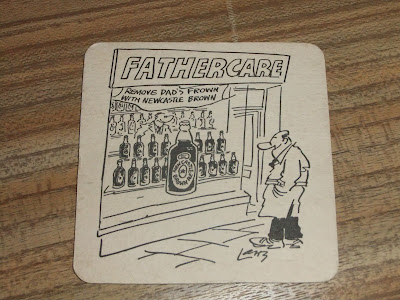 FATHERCARE
REMOVE DAD'S FROWN
WITH NEWCASTLE BROWN